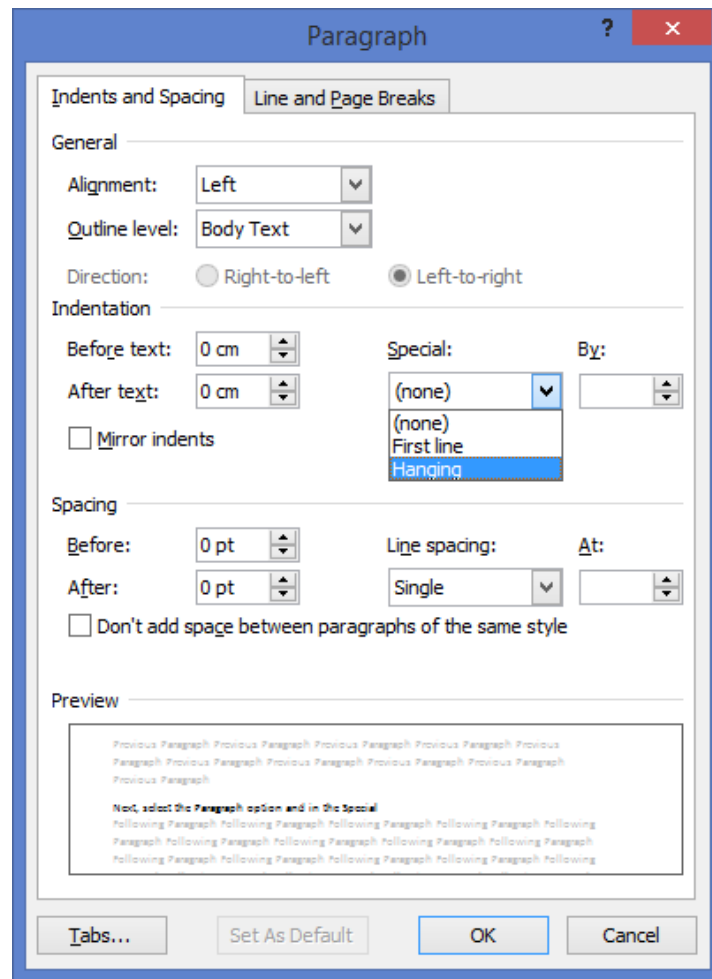 Paragraph ?
Indents and Spacing Line and Page Breaks
General
Alignment: Left
Outline level: Body Text
Direction: Right-to-left Left-to-right
Indentation
Before text: 0 cm Special: By:
After text: 0 cm (none)
(none)
Mirror indents First line
Hanging
Spacing
Before: 0 pt Line spacing: At:
After: 0 pt Single
Don't add space between paragraphs of the same style
Preview
Previous Paragraph Previous Paragraph Previous Paragraph Previous Paragraph Previous
Paragraph Previous Paragraph Previous Paragraph Previous Paragraph Previous Paragraph
Previous Paragraph
Next, select the Paragraph option and in the Special
Following Paragraph Following Paragraph Following Paragraph Following Paragraph Following
Paragraph Following Paragraph Following Paragraph Following Paragraph Following
Following Paragraph Following Paragraph Following Paragraph Following Paragraph Following
Tabs... Set As Default OK Cancel